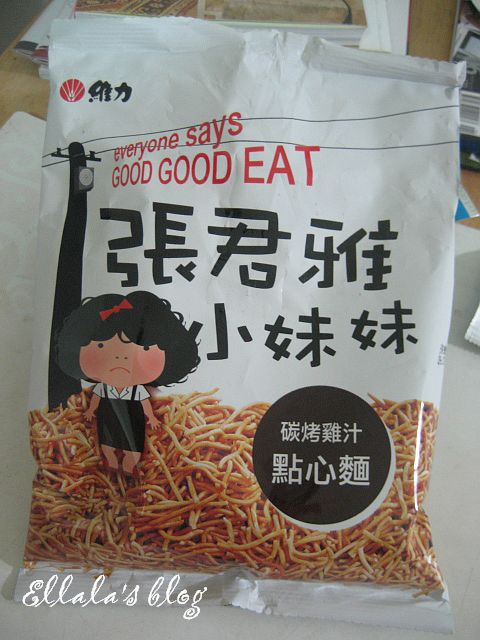 維力
everyone says
GOOD GOOD EAT
張君雅
小妹妹
碳烤雞汁
點心麵
Ellala's blog